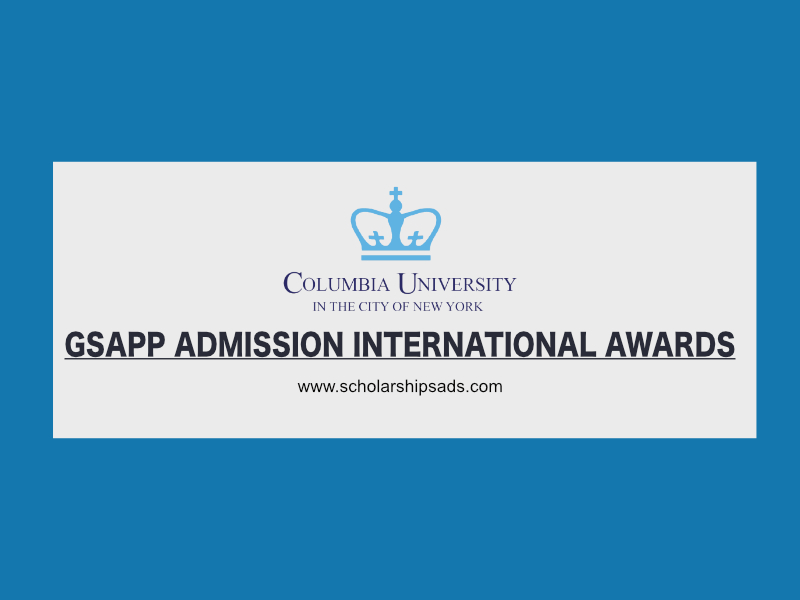 COLUMBIA UNIVERSITY
IN THE CITY OF NEW YORK
GSAPP ADMISSION INTERNATIONAL AWARDS
www.scholarshipsads.com